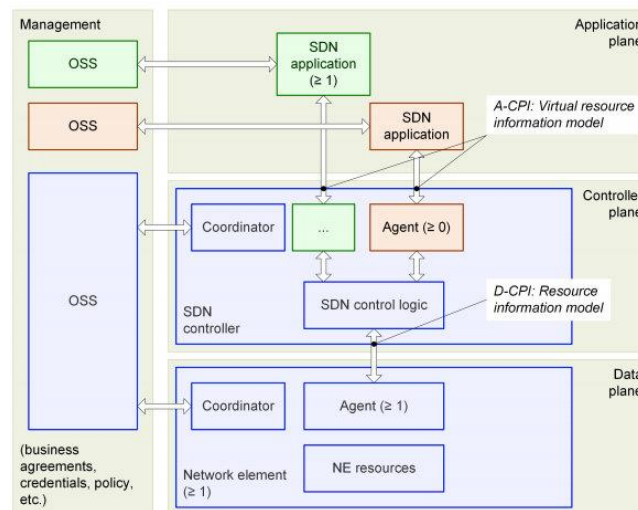 Management
OSS
OSS
OSS
(business
agreements,
credentials, policy,
etc.)
Application
plane
SDN
application
(≥ 1)
SDN
application
A-CPI: Virtual resource
information model
Controller
plane
Coordinator
...
Agent (≥ 0)
SDN control logic
SDN
controller
D-CPI: Resource
information model
Data
plane
Coordinator
Agent (≥ 1)
NE resources
Network element
(≥ 1)